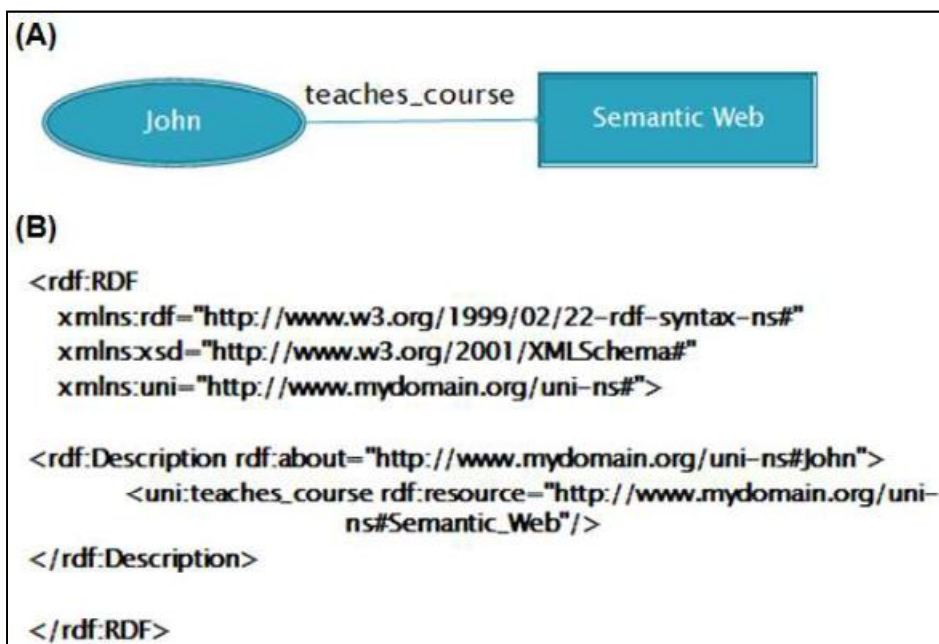 (A)
teaches_course
John
Semantic Web
(B)
<rdf:RDF
xmlns:rdf="http://www.w3.org/1999/02/22-rdf-syntax-ns#"
xmlns:xsd="http://www.w3.org/2001/XMLSchema#"
xmlns:uni="http://www.mydomain.org/uni-ns#">
<rdf:Description rdf:about="http://www.mydomain.org/uni-ns#John">
<uni:teaches_course rdf:resource="http://www.mydomain.org/uni-
ns#Semantic_Web"/>
</rdf:Description>
</rdf:RDF>